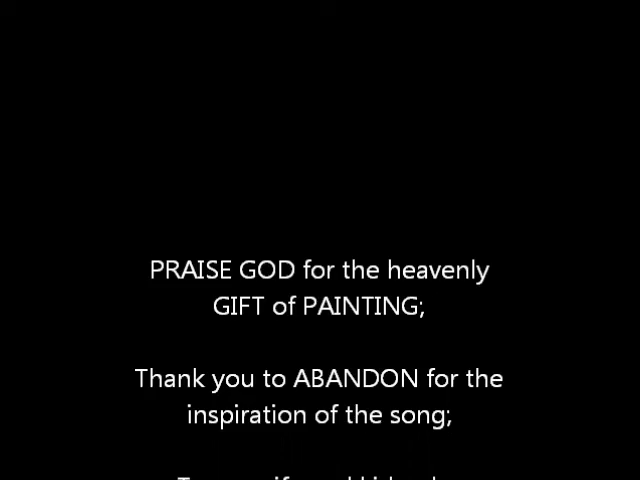 PRAISE GOD for the heavenly
GIFT of PAINTING;
Thank you to ABANDON for the
inspiration of the song;